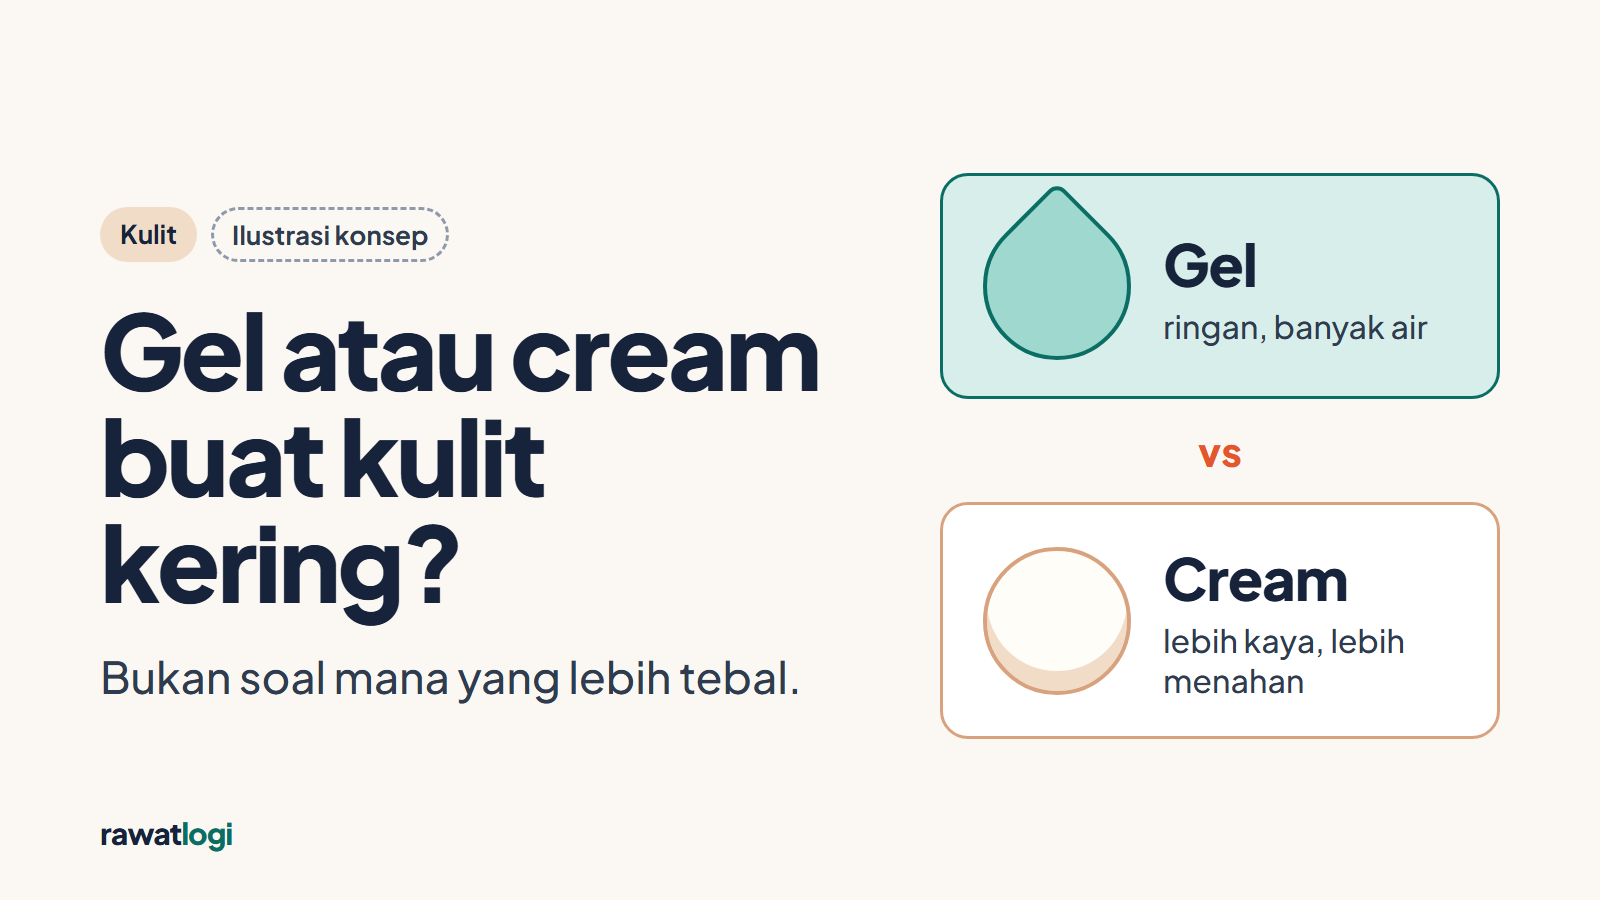 Kulit
Ilustrasi konsep
Gel atau cream
buat kulit
kering?
Bukan soal mana yang lebih tebal.
Gel
ringan, banyak air
vs
Cream
lebih kaya, lebih
menahan
rawatlogi